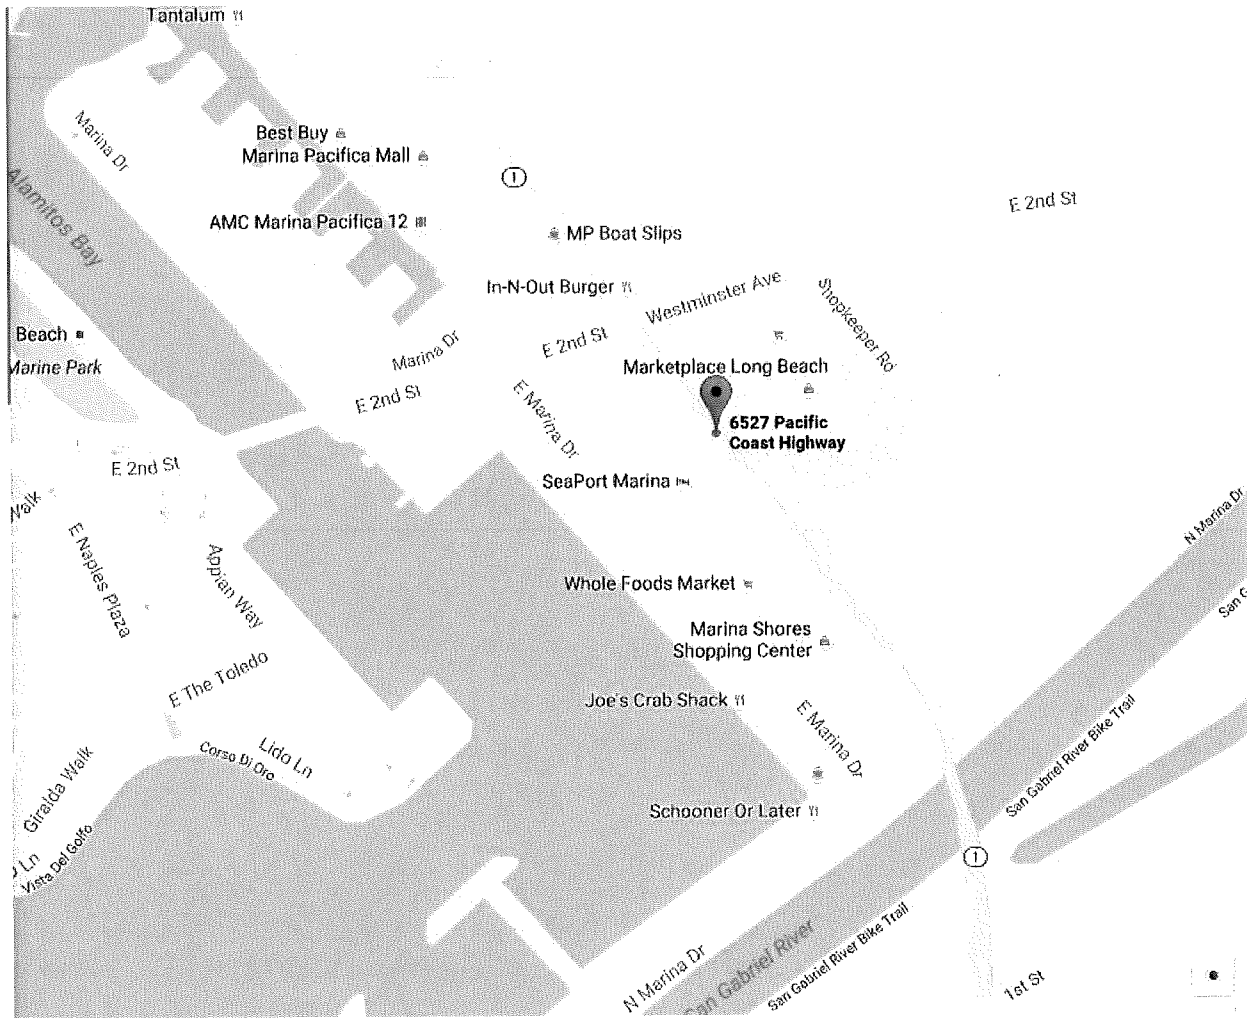 Tantalum
Marina Dr
Best Buy
Marina Pacifica Mall
1
Alamitos Bay
AMC Marina Pacifica 12
MP Boat Slips
E 2nd St
In-N-Out Burger
Westminster Ave
Shopkeeper Rd
Beach
Marine Park
Marina Dr
E 2nd St
E 2nd St
E Marina Dr
Marketplace Long Beach
6527 Pacific
Coast Highway
E 2nd St
SeaPort Marina
Walk
E Naples Plaza
Appian Way
N Marina Dr
San G
Whole Foods Market
Marina Shores
Shopping Center
E The Toledo
Joe's Crab Shack
E Marina Dr
Corso Di Oro
Lido Ln
San Gabriel River Bike Trail
Giralda Walk
Schooner Or Later
Ln
Vista Del Golfo
1
N Marina Dr
San Gabriel River
San Gabriel River Bike Trail
1st St